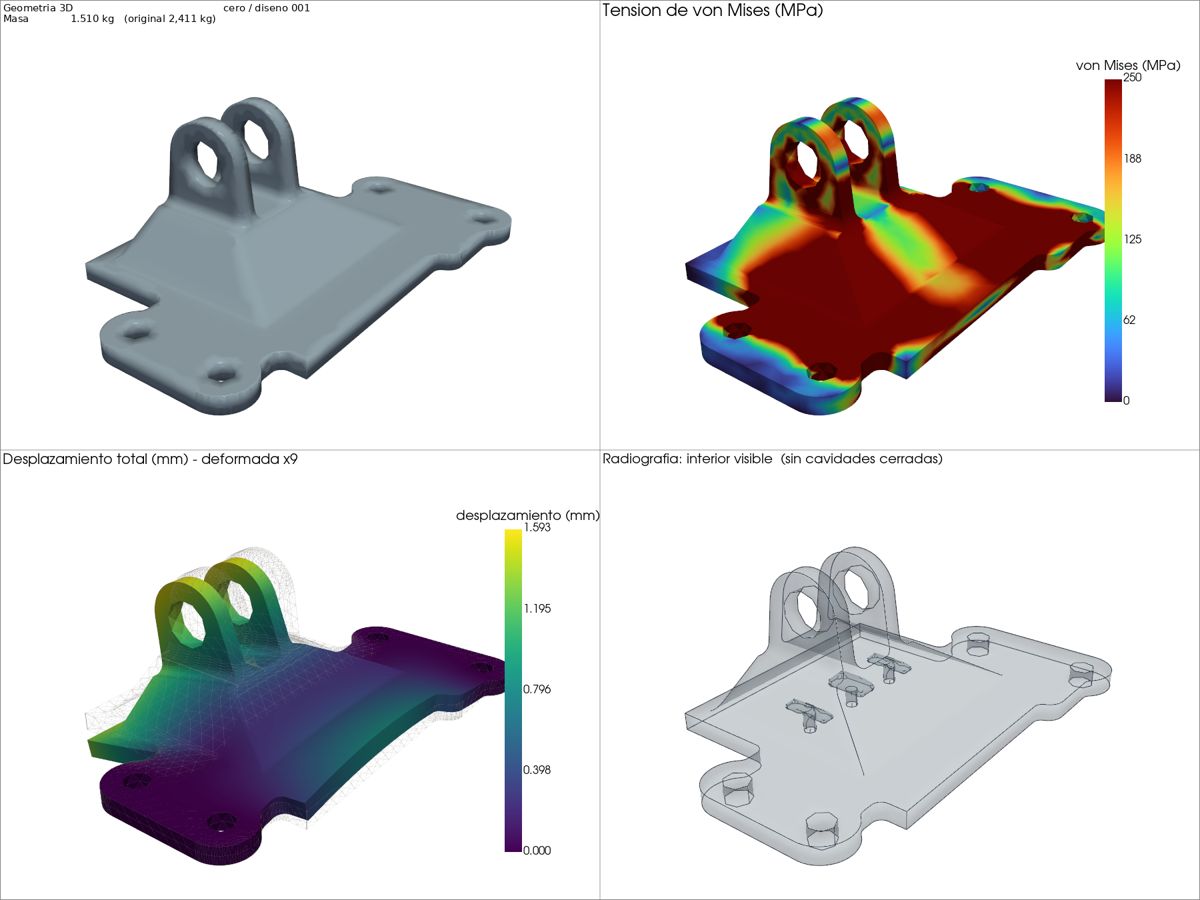 Geometria 3D cero / diseno 001
Masa 1.510 kg (original 2,411 kg)
Tension de von Mises (MPa)
von Mises (MPa)
250
188
125
62
0
Desplazamiento total (mm) - deformada x9
desplazamiento (mm)
1.593
1.195
0.796
0.398
0.000
Radiografia: interior visible (sin cavidades cerradas)